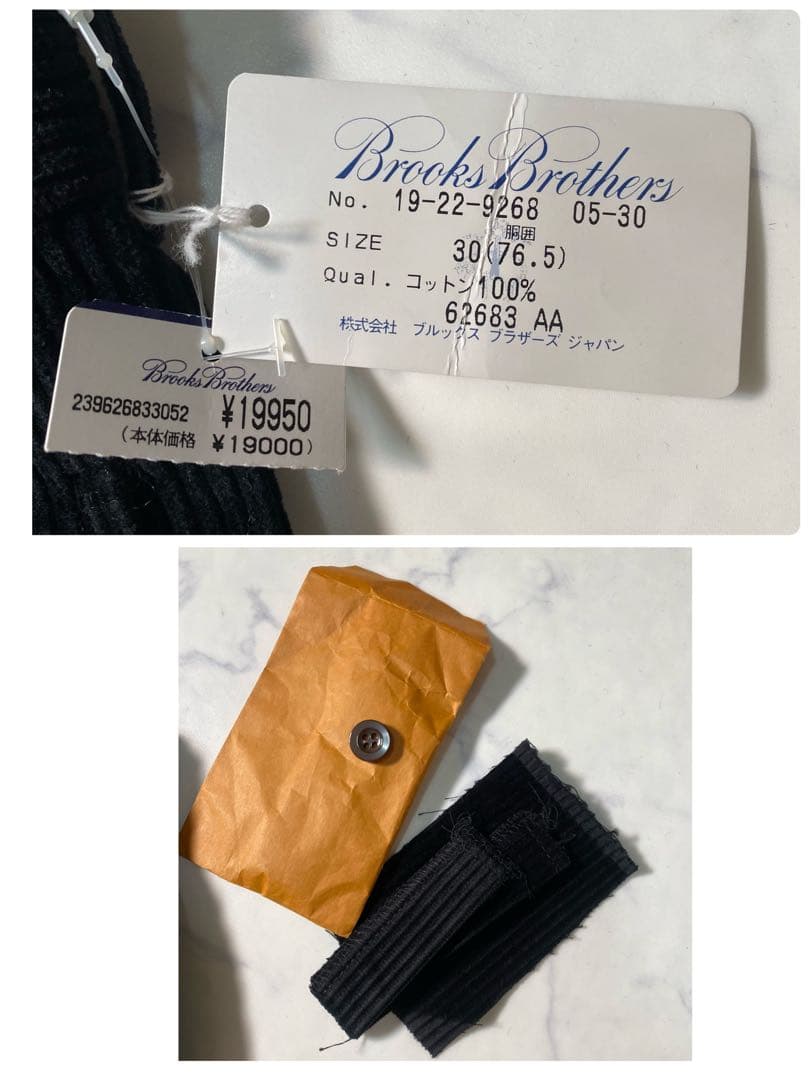 Brooks Brothers
No. 19-22-9268 05-30
胴囲
SIZE 30(76.5)
Qual. コットン100%
62683 AA
株式会社 ブルックス ブラザーズ ジャパン
Brooks Brothers
239626833052 ¥19950
(本体価格 ¥19000)